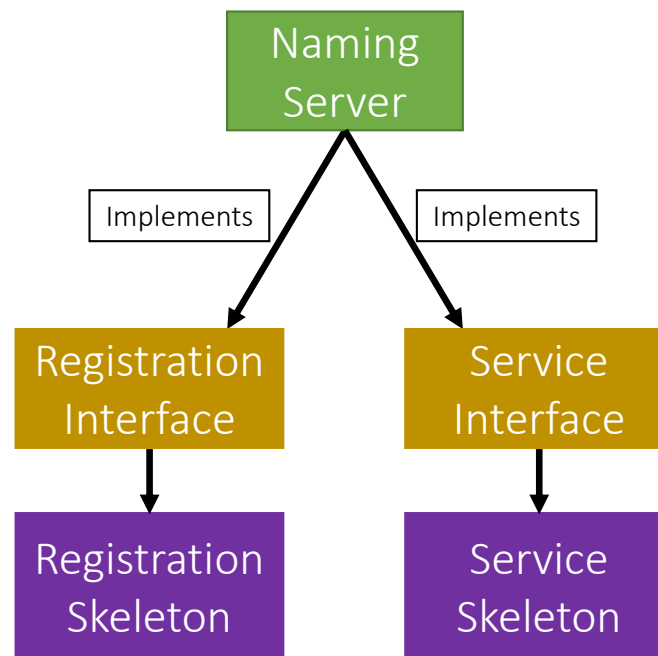 Naming
Server
Implements
Implements
Registration
Interface
Service
Interface
Registration
Skeleton
Service
Skeleton